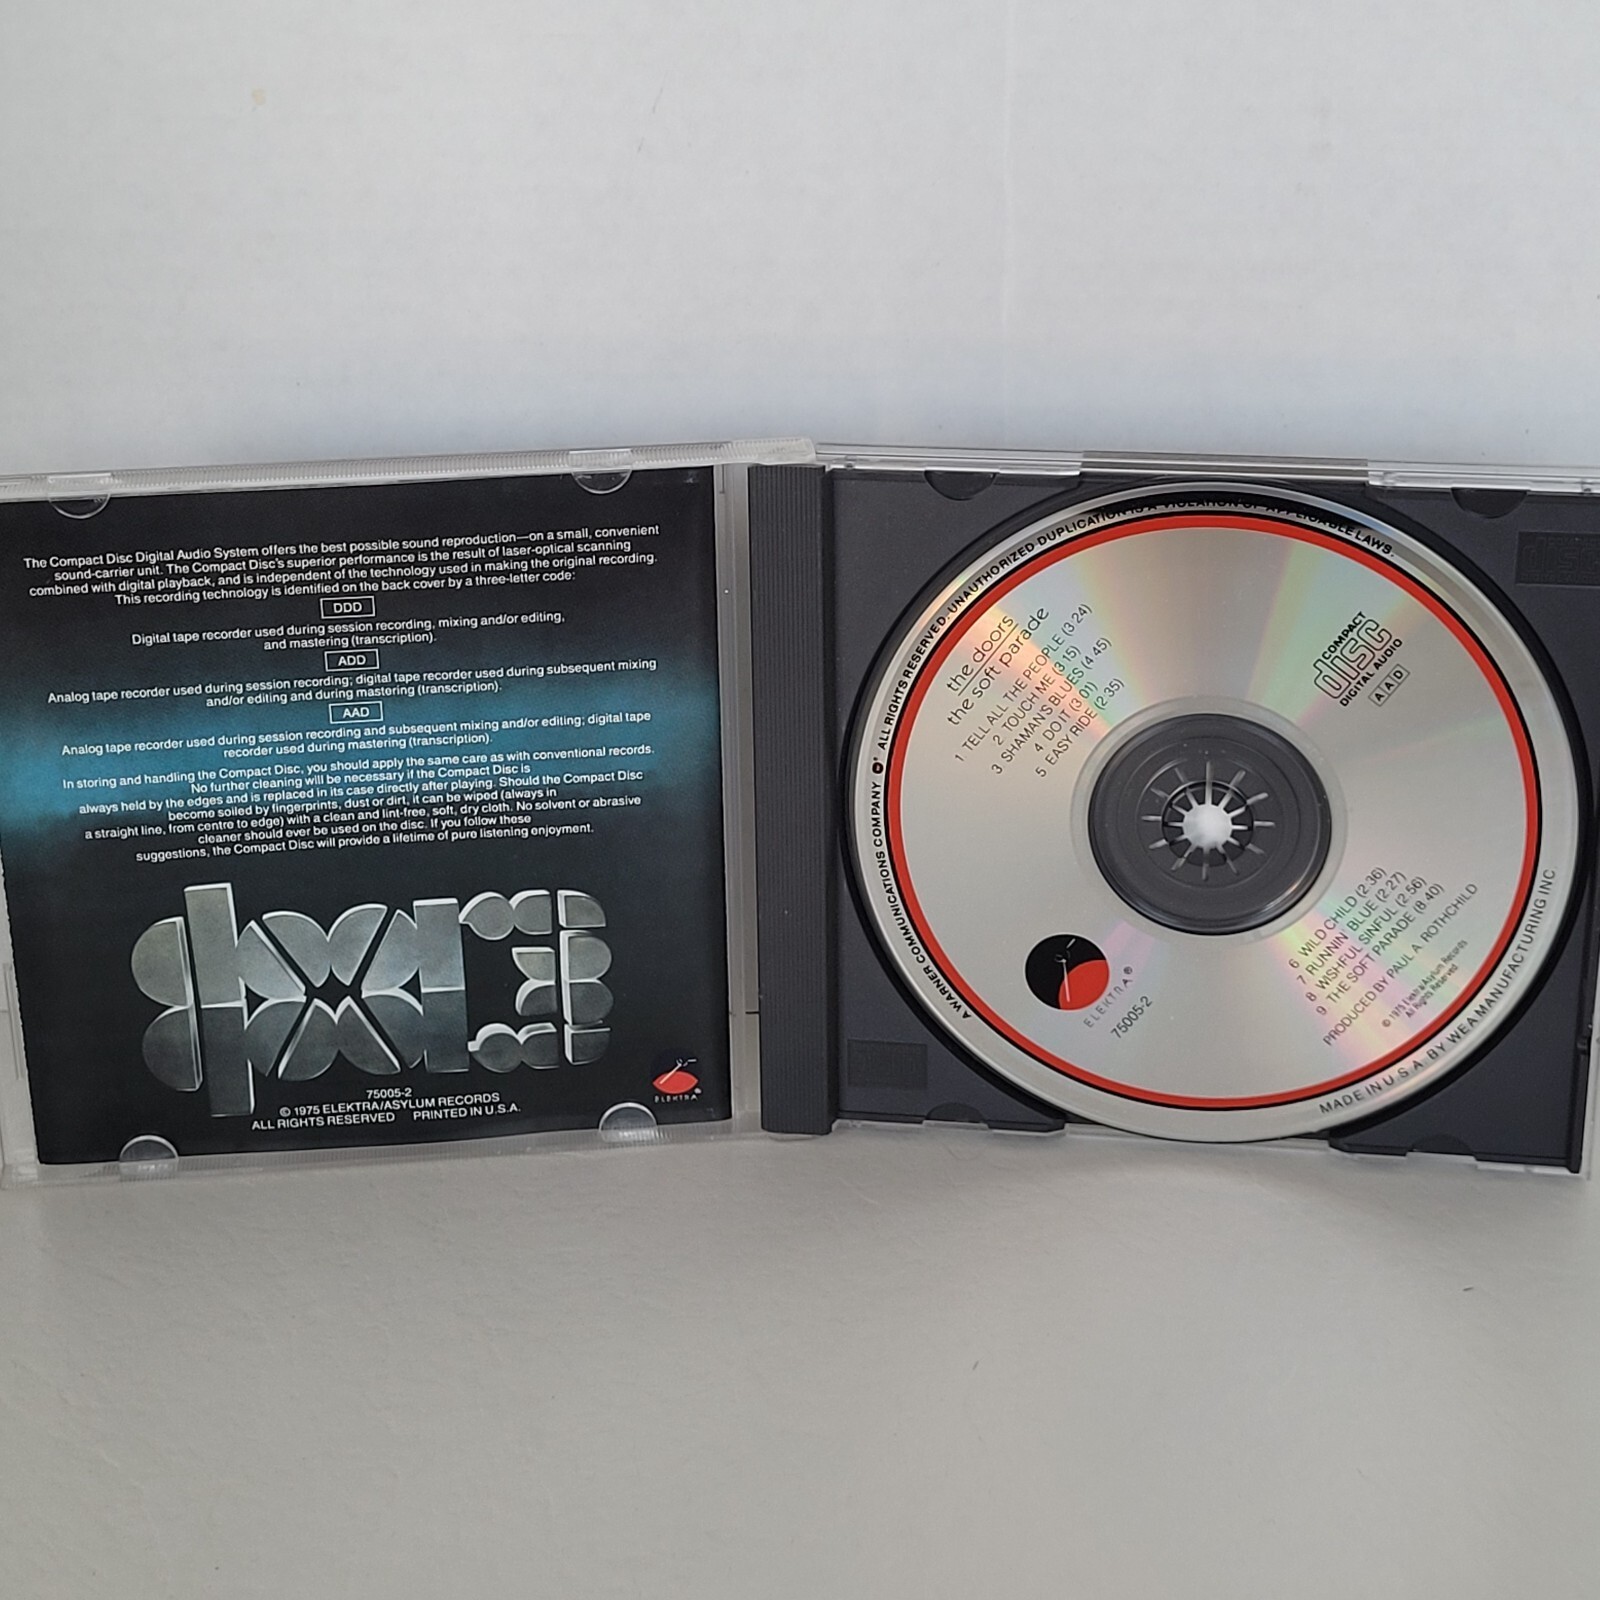 The Compact Disc Digital Audio System offers the best possible sound reproduction—on a small, convenient
sound-carrier unit. The Compact Disc's superior performance is the result of laser-optical scanning
combined with digital playback, and is independent of the technology used in making the original recording.
This recording technology is identified on the back cover by a three-letter code:
DDD
Digital tape recorder used during session recording, mixing and/or editing,
and mastering (transcription).
ADD
Analog tape recorder used during session recording; digital tape recorder used during subsequent mixing
and/or editing and during mastering (transcription).
AAD
Analog tape recorder used during session recording and subsequent mixing and/or editing; digital tape
recorder used during mastering (transcription).
In storing and handling the Compact Disc, you should apply the same care as with conventional records.
No further cleaning will be necessary if the Compact Disc is
always held by the edges and is replaced in its case directly after playing. Should the Compact Disc
become soiled by fingerprints, dust or dirt, it can be wiped (always in
a straight line, from centre to edge) with a clean and lint-free, soft, dry cloth. No solvent or abrasive
cleaner should ever be used on the disc. If you follow these
suggestions, the Compact Disc will provide a lifetime of pure listening enjoyment.
doors
ELEKTRA®
75005-2
© 1975 ELEKTRA/ASYLUM RECORDS
ALL RIGHTS RESERVED PRINTED IN U.S.A.
A WARNER COMMUNICATIONS COMPANY ® ALL RIGHTS RESERVED. UNAUTHORIZED DUPLICATION IS A VIOLATION OF APPLICABLE LAWS.
the doors
the soft parade
1 TELL ALL THE PEOPLE (3:24)
2 TOUCH ME (3:15)
3 SHAMAN'S BLUES (4:45)
4 DO IT (3:01)
5 EASY RIDE (2:35)
COMPACT
disc
DIGITAL AUDIO
AAD
ELEKTRA®
75005-2
6 WILD CHILD (2:36)
7 RUNNIN' BLUE (2:27)
8 WISHFUL SINFUL (2:56)
9 THE SOFT PARADE (8:40)
PRODUCED BY PAUL A. ROTHCHILD
© 1975 Elektra/Asylum Records
All Rights Reserved
MADE IN U.S.A. BY WEA MANUFACTURING INC
disc